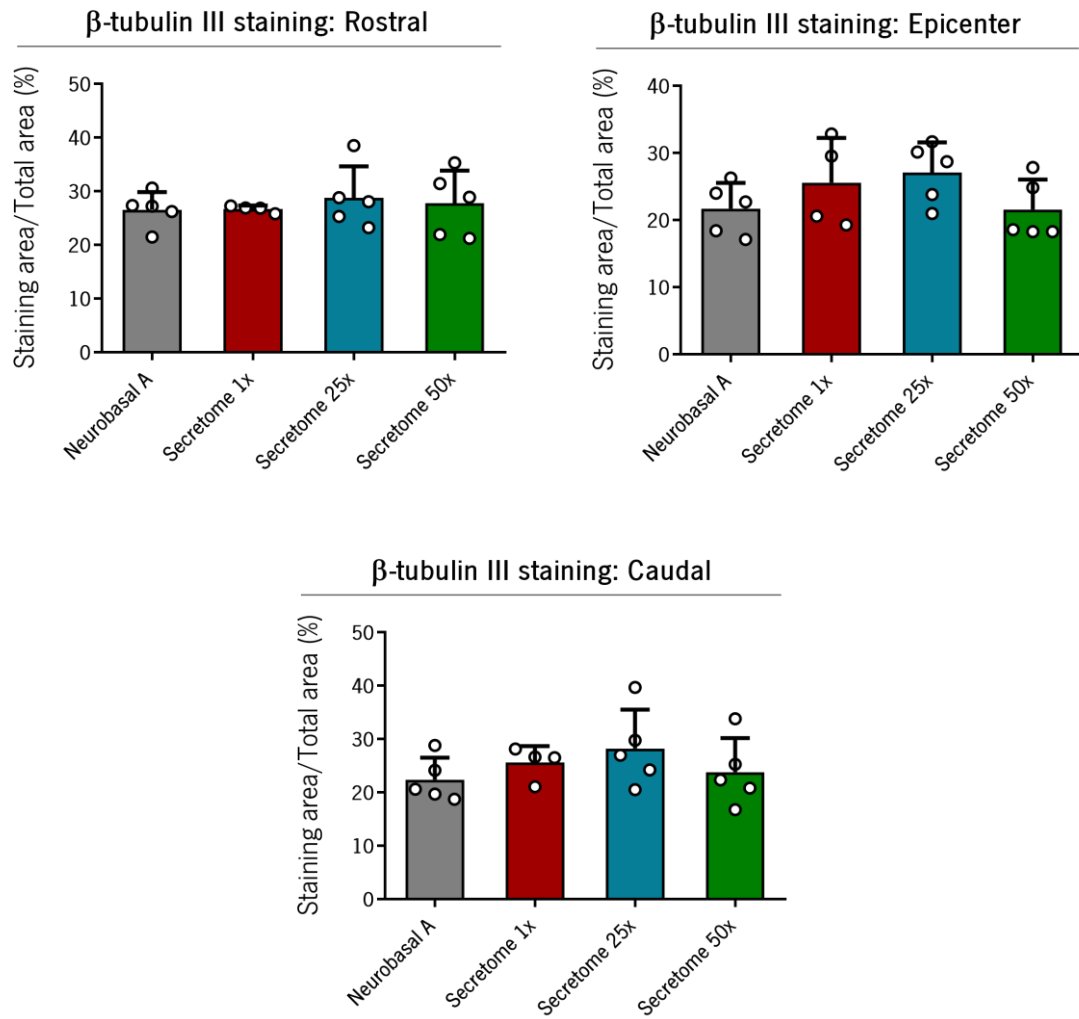 β-tubulin III staining: Rostral
Staining area/Total area (%)
50
40
30
20
10
0
Neurobasal A
Secretome 1x
Secretome 25x
Secretome 50x
β-tubulin III staining: Epicenter
Staining area/Total area (%)
40
30
20
10
0
Neurobasal A
Secretome 1x
Secretome 25x
Secretome 50x
β-tubulin III staining: Caudal
Staining area/Total area (%)
50
40
30
20
10
0
Neurobasal A
Secretome 1x
Secretome 25x
Secretome 50x